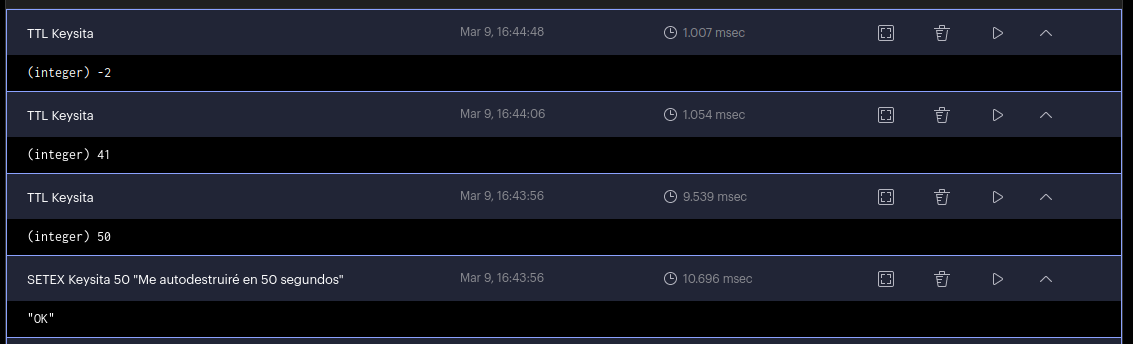 TTL Keysita Mar 9, 16:44:48 1.007 msec
(integer) -2
TTL Keysita Mar 9, 16:44:06 1.054 msec
(integer) 41
TTL Keysita Mar 9, 16:43:56 9.539 msec
(integer) 50
SETEX Keysita 50 "Me autodestruiré en 50 segundos" Mar 9, 16:43:56 10.696 msec
"OK"